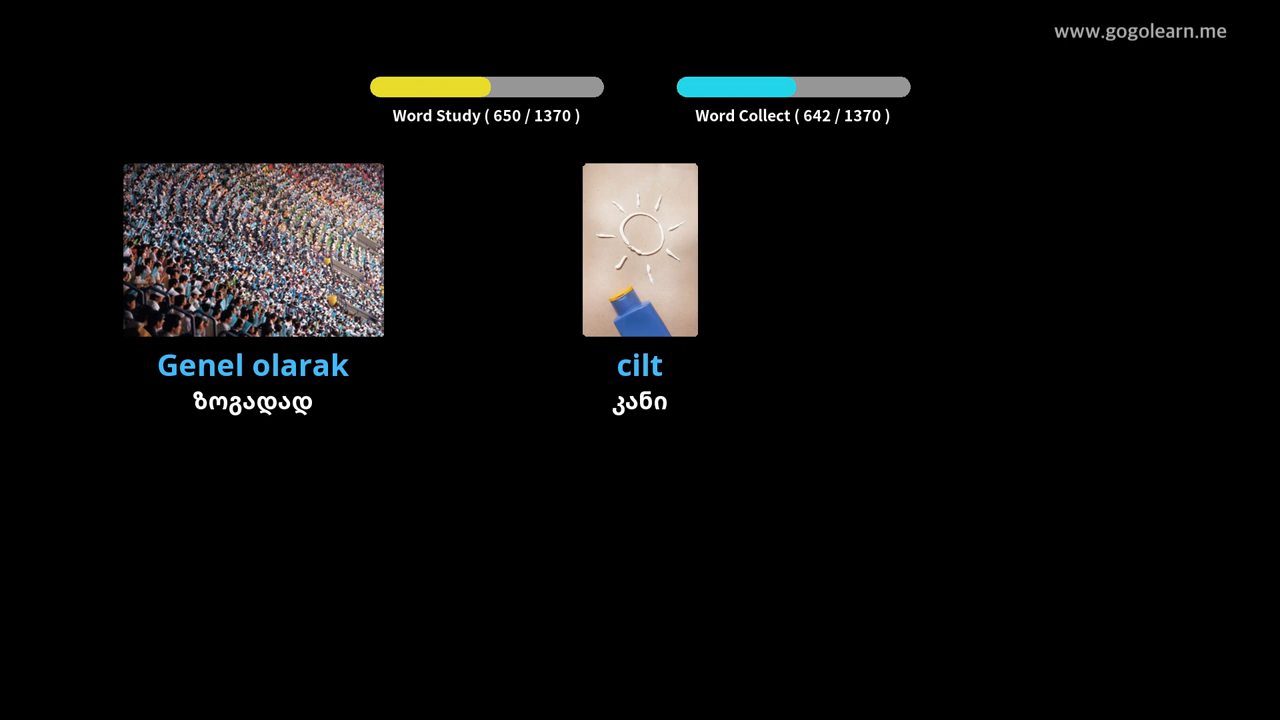 www.gogolearn.me
Word Study ( 650 / 1370 )
Word Collect ( 642 / 1370 )
Genel olarak
ზოგადად
cilt
კანი